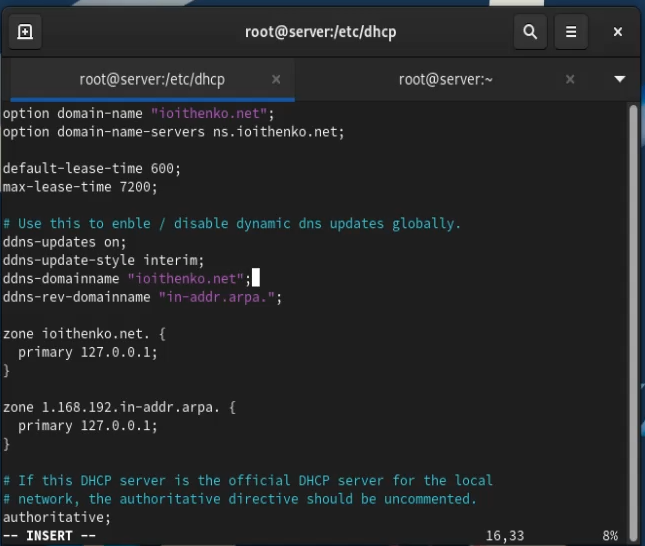 root@server:/etc/dhcp
root@server:/etc/dhcp
root@server:~
option domain-name "ioithenko.net";
option domain-name-servers ns.ioithenko.net;
default-lease-time 600;
max-lease-time 7200;
# Use this to enble / disable dynamic dns updates globally.
ddns-updates on;
ddns-update-style interim;
ddns-domainname "ioithenko.net";
ddns-rev-domainname "in-addr.arpa.";
zone ioithenko.net. {
  primary 127.0.0.1;
}
zone 1.168.192.in-addr.arpa. {
  primary 127.0.0.1;
}
# If this DHCP server is the official DHCP server for the local
# network, the authoritative directive should be uncommented.
authoritative;
-- INSERT -- 16,33 8%